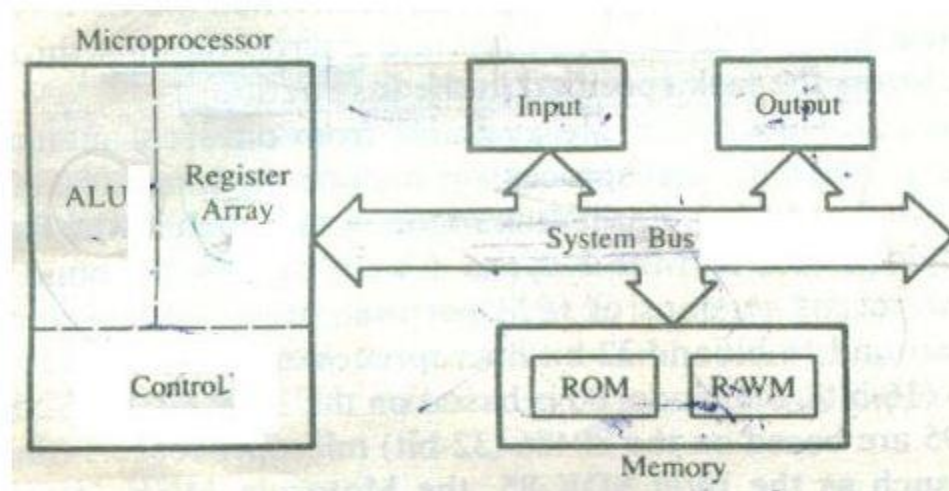 Microprocessor
Input
Output
ALU
Register
Array
System Bus
Control
ROM
R/WM
Memory